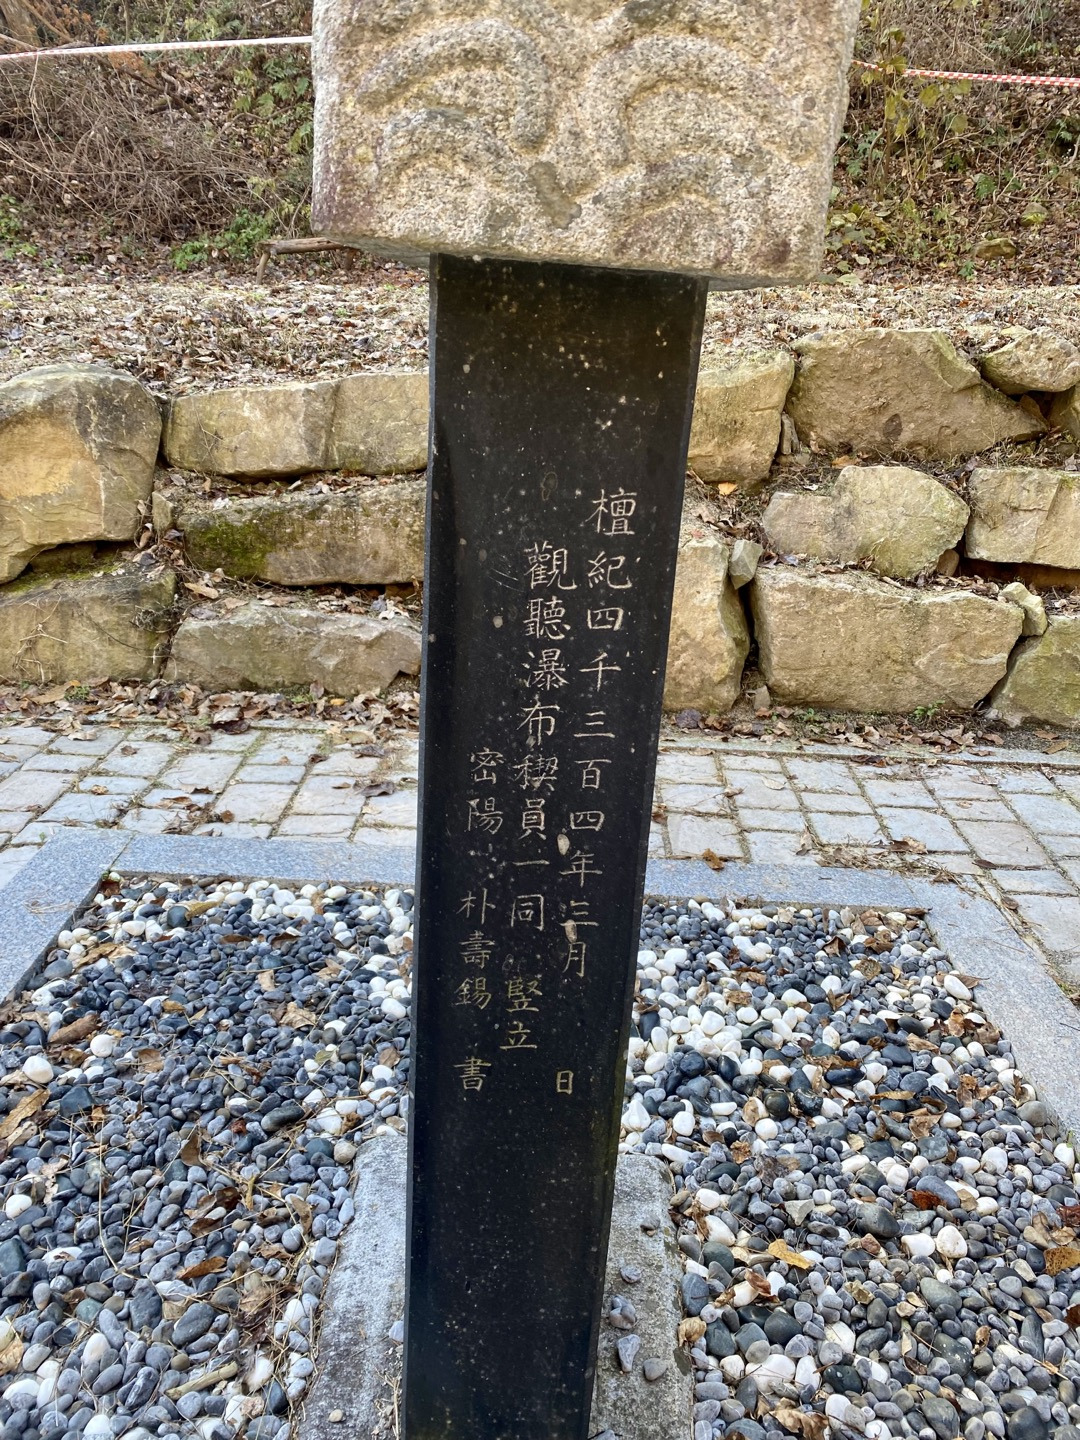 檀紀四千三百四年三月 日
觀聽瀑布稧員一同 竪立
密陽 朴壽錫 書